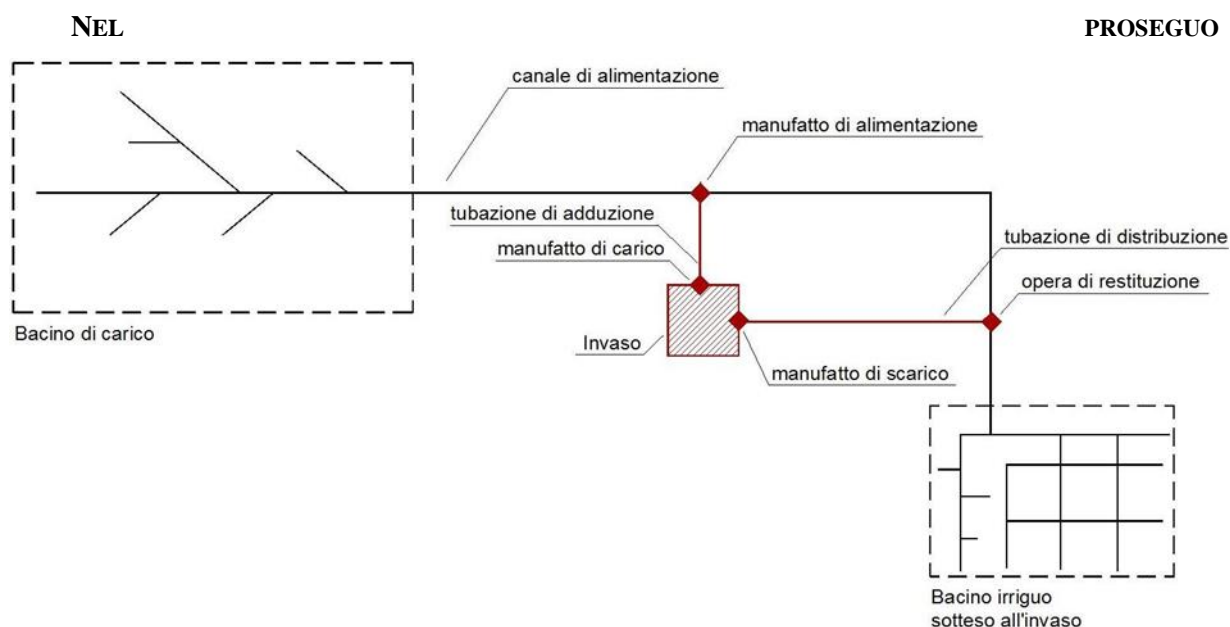 NEL PROSEGUO
canale di alimentazione
manufatto di alimentazione
tubazione di adduzione
manufatto di carico
tubazione di distribuzione
opera di restituzione
Bacino di carico
Invaso
manufatto di scarico
Bacino irriguo
sotteso all'invaso